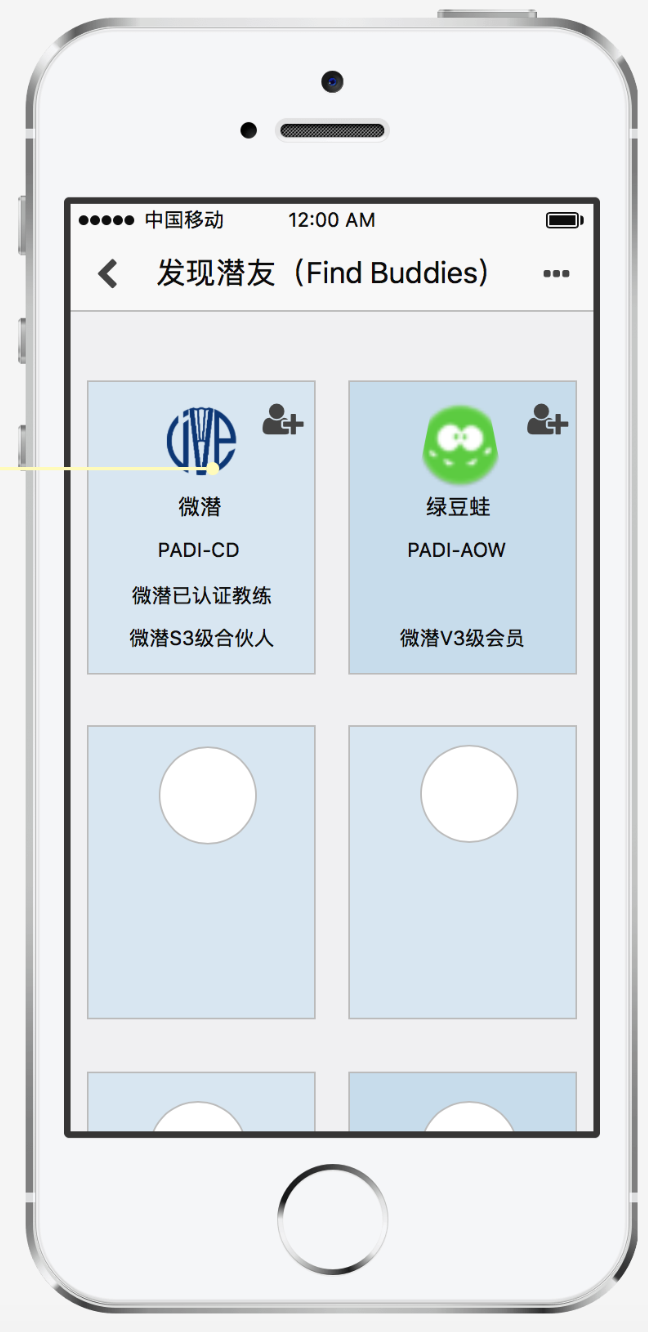 中国移动 12:00 AM
发现潜友（Find Buddies）
DIVE
微潜
PADI-CD
微潜已认证教练
微潜S3级合伙人
绿豆蛙
PADI-AOW
微潜V3级会员